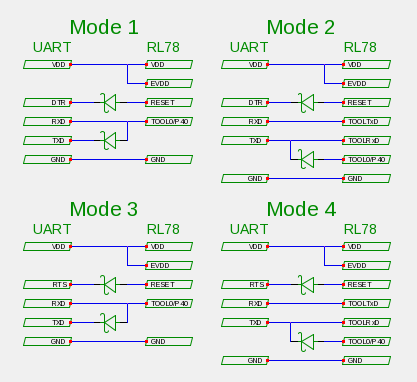 Mode 1
UART RL78
VDD VDD
EVDD
DTR RESET
RXD TOOL0/P40
TXD
GND GND
Mode 2
UART RL78
VDD VDD
EVDD
DTR RESET
RXD TOOLTxD
TXD TOOLRxD
TOOL0/P40
GND GND
Mode 3
UART RL78
VDD VDD
EVDD
RTS RESET
RXD TOOL0/P40
TXD
GND GND
Mode 4
UART RL78
VDD VDD
EVDD
RTS RESET
RXD TOOLTxD
TXD TOOLRxD
TOOL0/P40
GND GND